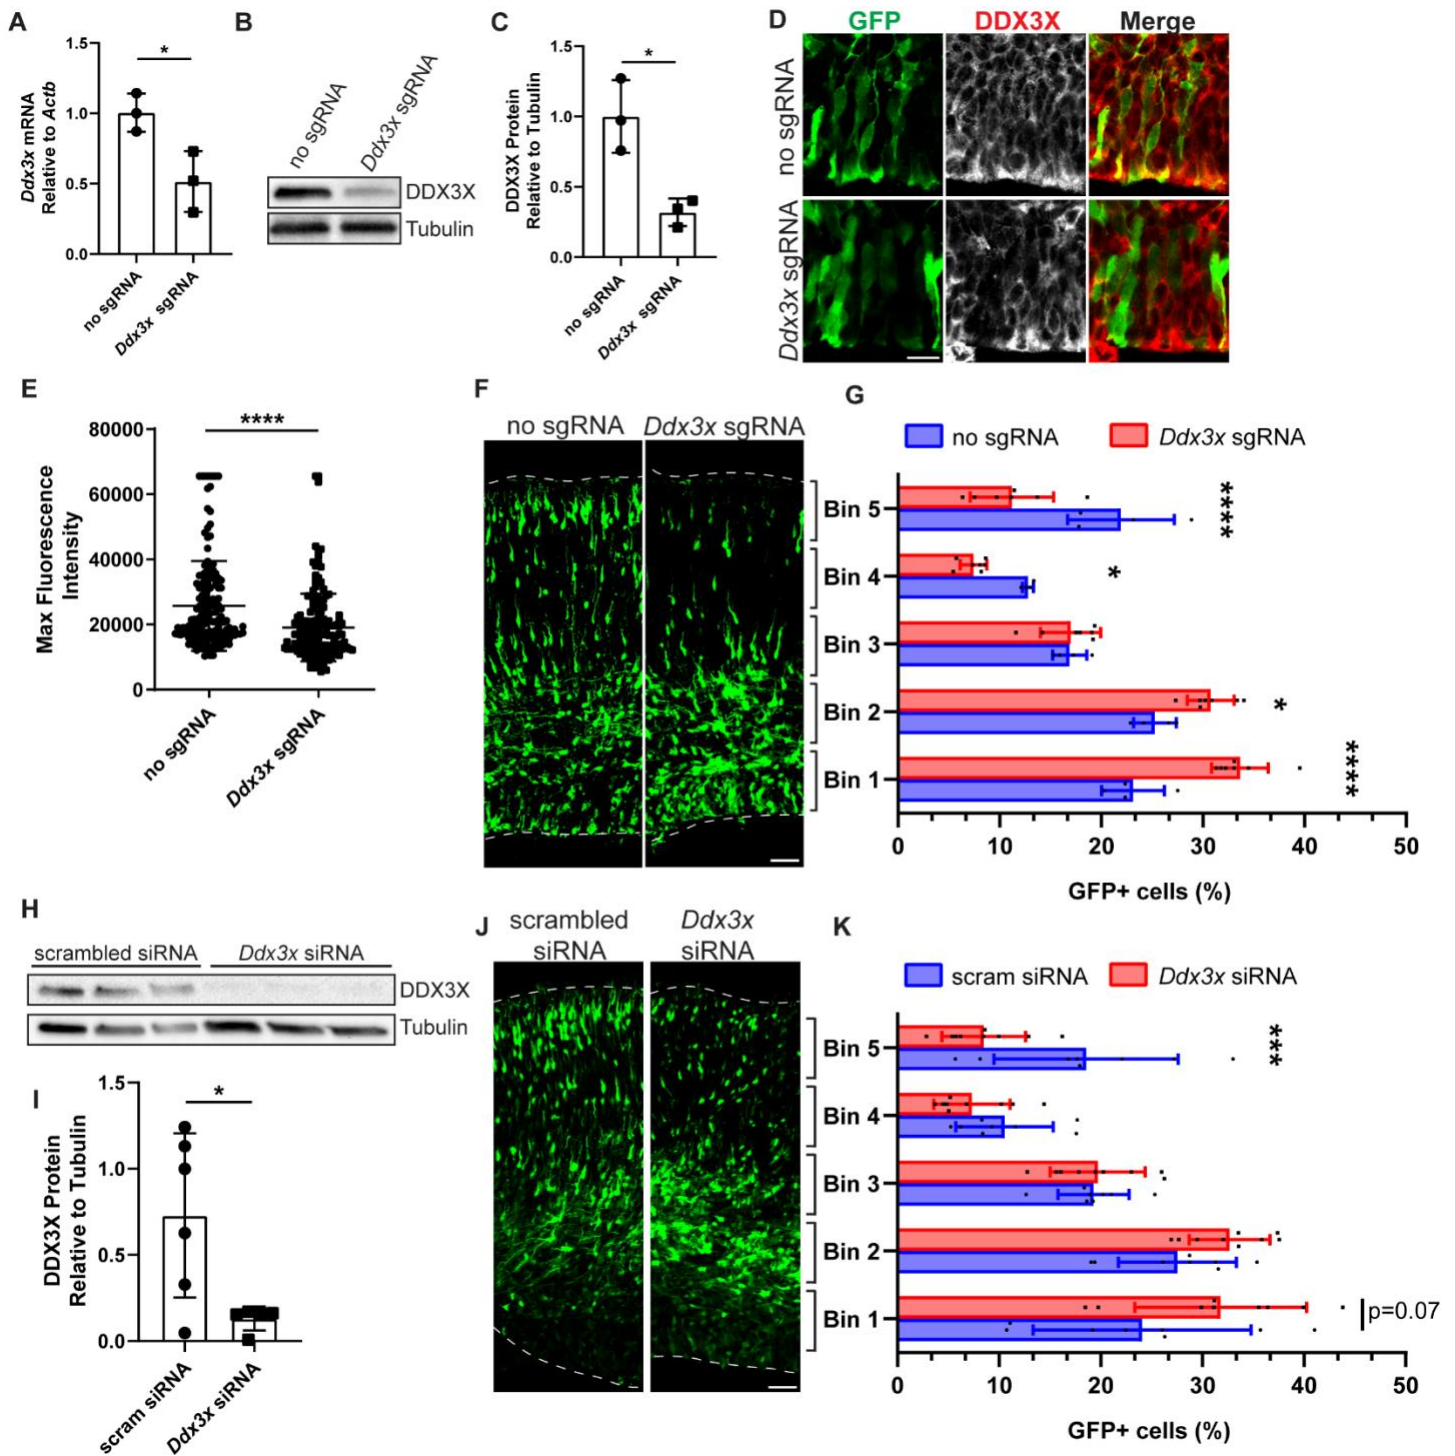 A
1.5
1.0
0.5
0.0
Ddx3x mRNA
Relative to Actb
*
no sgRNA
Ddx3x sgRNA
B
no sgRNA
Ddx3x sgRNA
DDX3X
Tubulin
C
1.5
1.0
0.5
0.0
DDX3X Protein
Relative to Tubulin
*
no sgRNA
Ddx3x sgRNA
D
GFP
DDX3X
Merge
no sgRNA
Ddx3x sgRNA
E
80000
60000
40000
20000
0
Max Fluorescence
Intensity
****
no sgRNA
Ddx3x sgRNA
F
no sgRNA
Ddx3x sgRNA
G
no sgRNA
Ddx3x sgRNA
Bin 5
****
Bin 4
*
Bin 3
Bin 2
*
Bin 1
****
0 10 20 30 40 50
GFP+ cells (%)
H
scrambled siRNA
Ddx3x siRNA
DDX3X
Tubulin
I
1.5
1.0
0.5
0.0
DDX3X Protein
Relative to Tubulin
*
scram siRNA
Ddx3x siRNA
J
scrambled
siRNA
Ddx3x
siRNA
K
scram siRNA
Ddx3x siRNA
Bin 5
***
Bin 4
Bin 3
Bin 2
Bin 1
p=0.07
0 10 20 30 40 50
GFP+ cells (%)